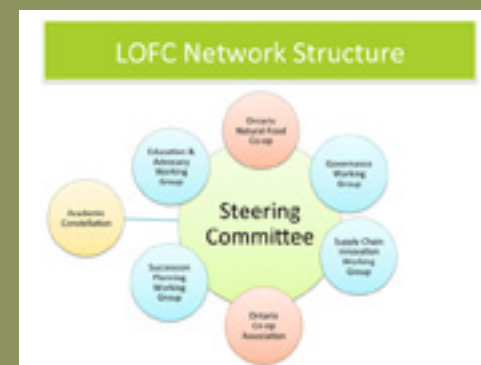 LOFC Network Structure
Ontario
Natural Food
Co-op
Education &
Advocacy
Working
Group
Governance
Working
Group
Academic
Constellation
Steering
Committee
Supply Chain
Innovation
Working
Group
Succession
Planning
Working
Group
Ontario
Co-op
Association